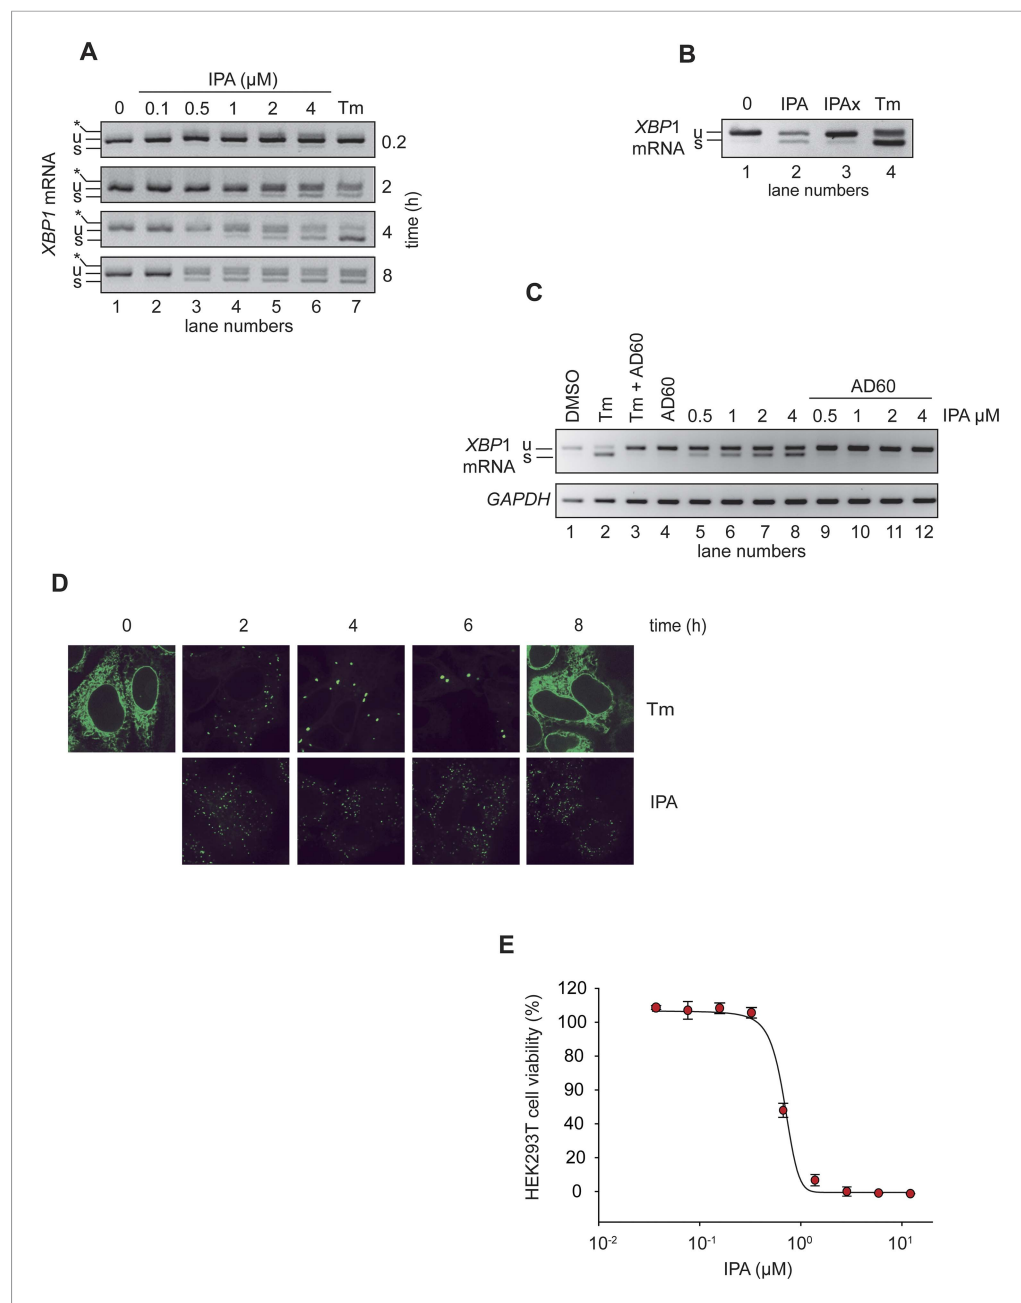 A
IPA (µM)
0 0.1 0.5 1 2 4 Tm
XBP1 mRNA
* u s 0.2
* u s 2
* u s 4
* u s 8
time (h)
1 2 3 4 5 6 7
lane numbers
B
0 IPA IPAx Tm
XBP1 mRNA
u
s
1 2 3 4
lane numbers
C
DMSO Tm Tm + AD60 AD60 0.5 1 2 4 0.5 1 2 4 IPA µM
AD60
XBP1 mRNA
u
s
GAPDH
1 2 3 4 5 6 7 8 9 10 11 12
lane numbers
D
0 2 4 6 8 time (h)
Tm
IPA
E
HEK293T cell viability (%)
120
100
80
90
40
20
0
10-2 10-1 100 101
IPA (µM)